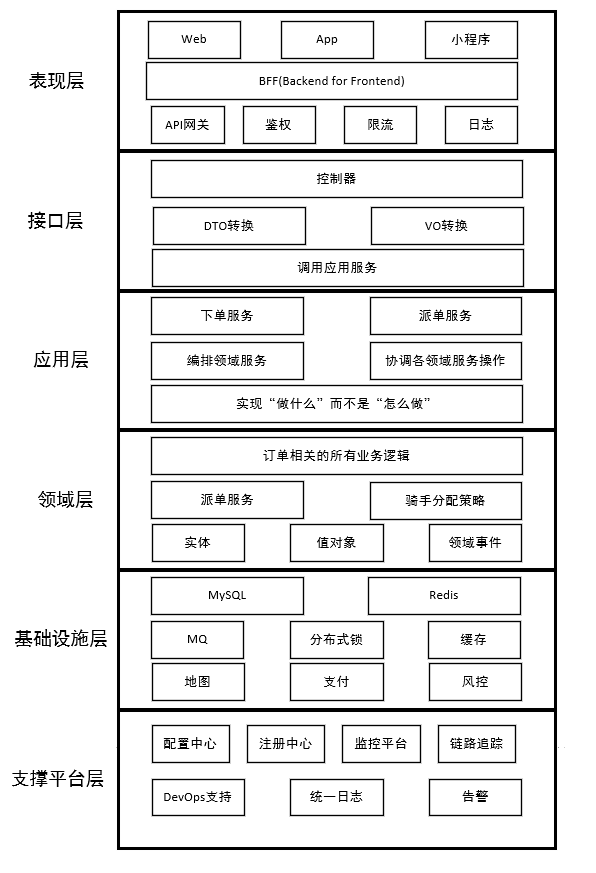 表现层
Web App 小程序
BFF(Backend for Frontend)
API网关 鉴权 限流 日志
接口层
控制器
DTO转换 VO转换
调用应用服务
应用层
下单服务 派单服务
编排领域服务 协调各领域服务操作
实现“做什么”而不是“怎么做”
领域层
订单相关的所有业务逻辑
派单服务 骑手分配策略
实体 值对象 领域事件
基础设施层
MySQL Redis
MQ 分布式锁 缓存
地图 支付 风控
支撑平台层
配置中心 注册中心 监控平台 链路追踪
DevOps支持 统一日志 告警